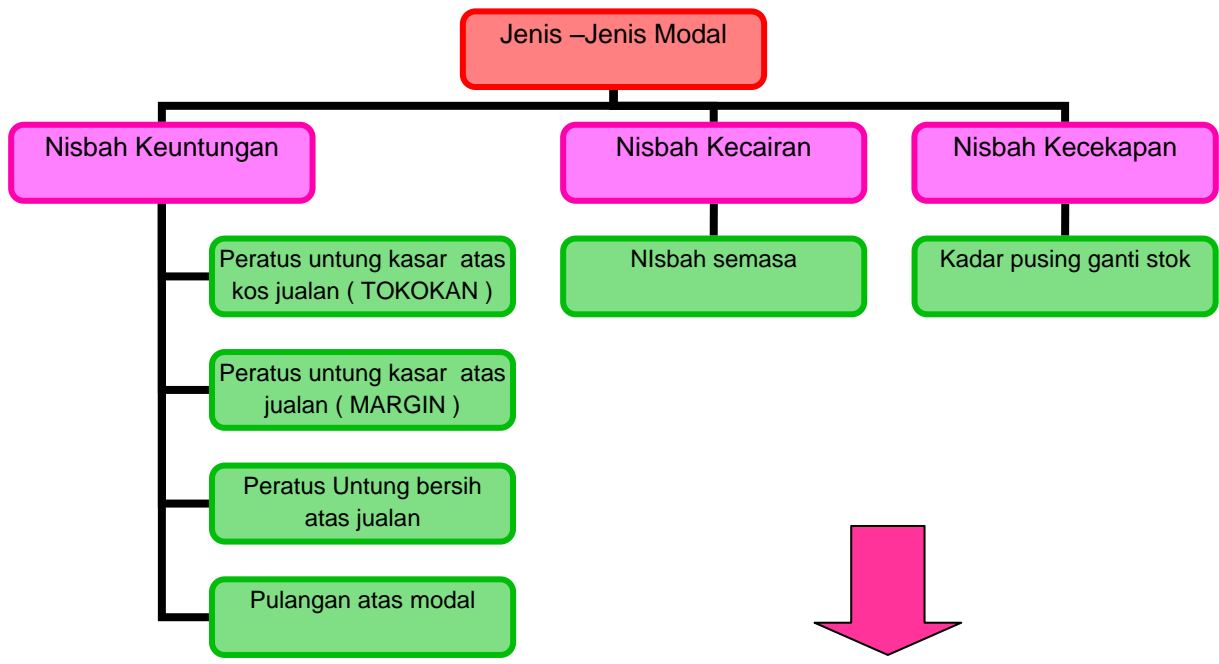 Jenis –Jenis Modal
Nisbah Keuntungan
Nisbah Kecairan
Nisbah Kecekapan
Peratus untung kasar atas
kos jualan ( TOKOKAN )
NIsbah semasa
Kadar pusing ganti stok
Peratus untung kasar atas
jualan ( MARGIN )
Peratus Untung bersih
atas jualan
Pulangan atas modal